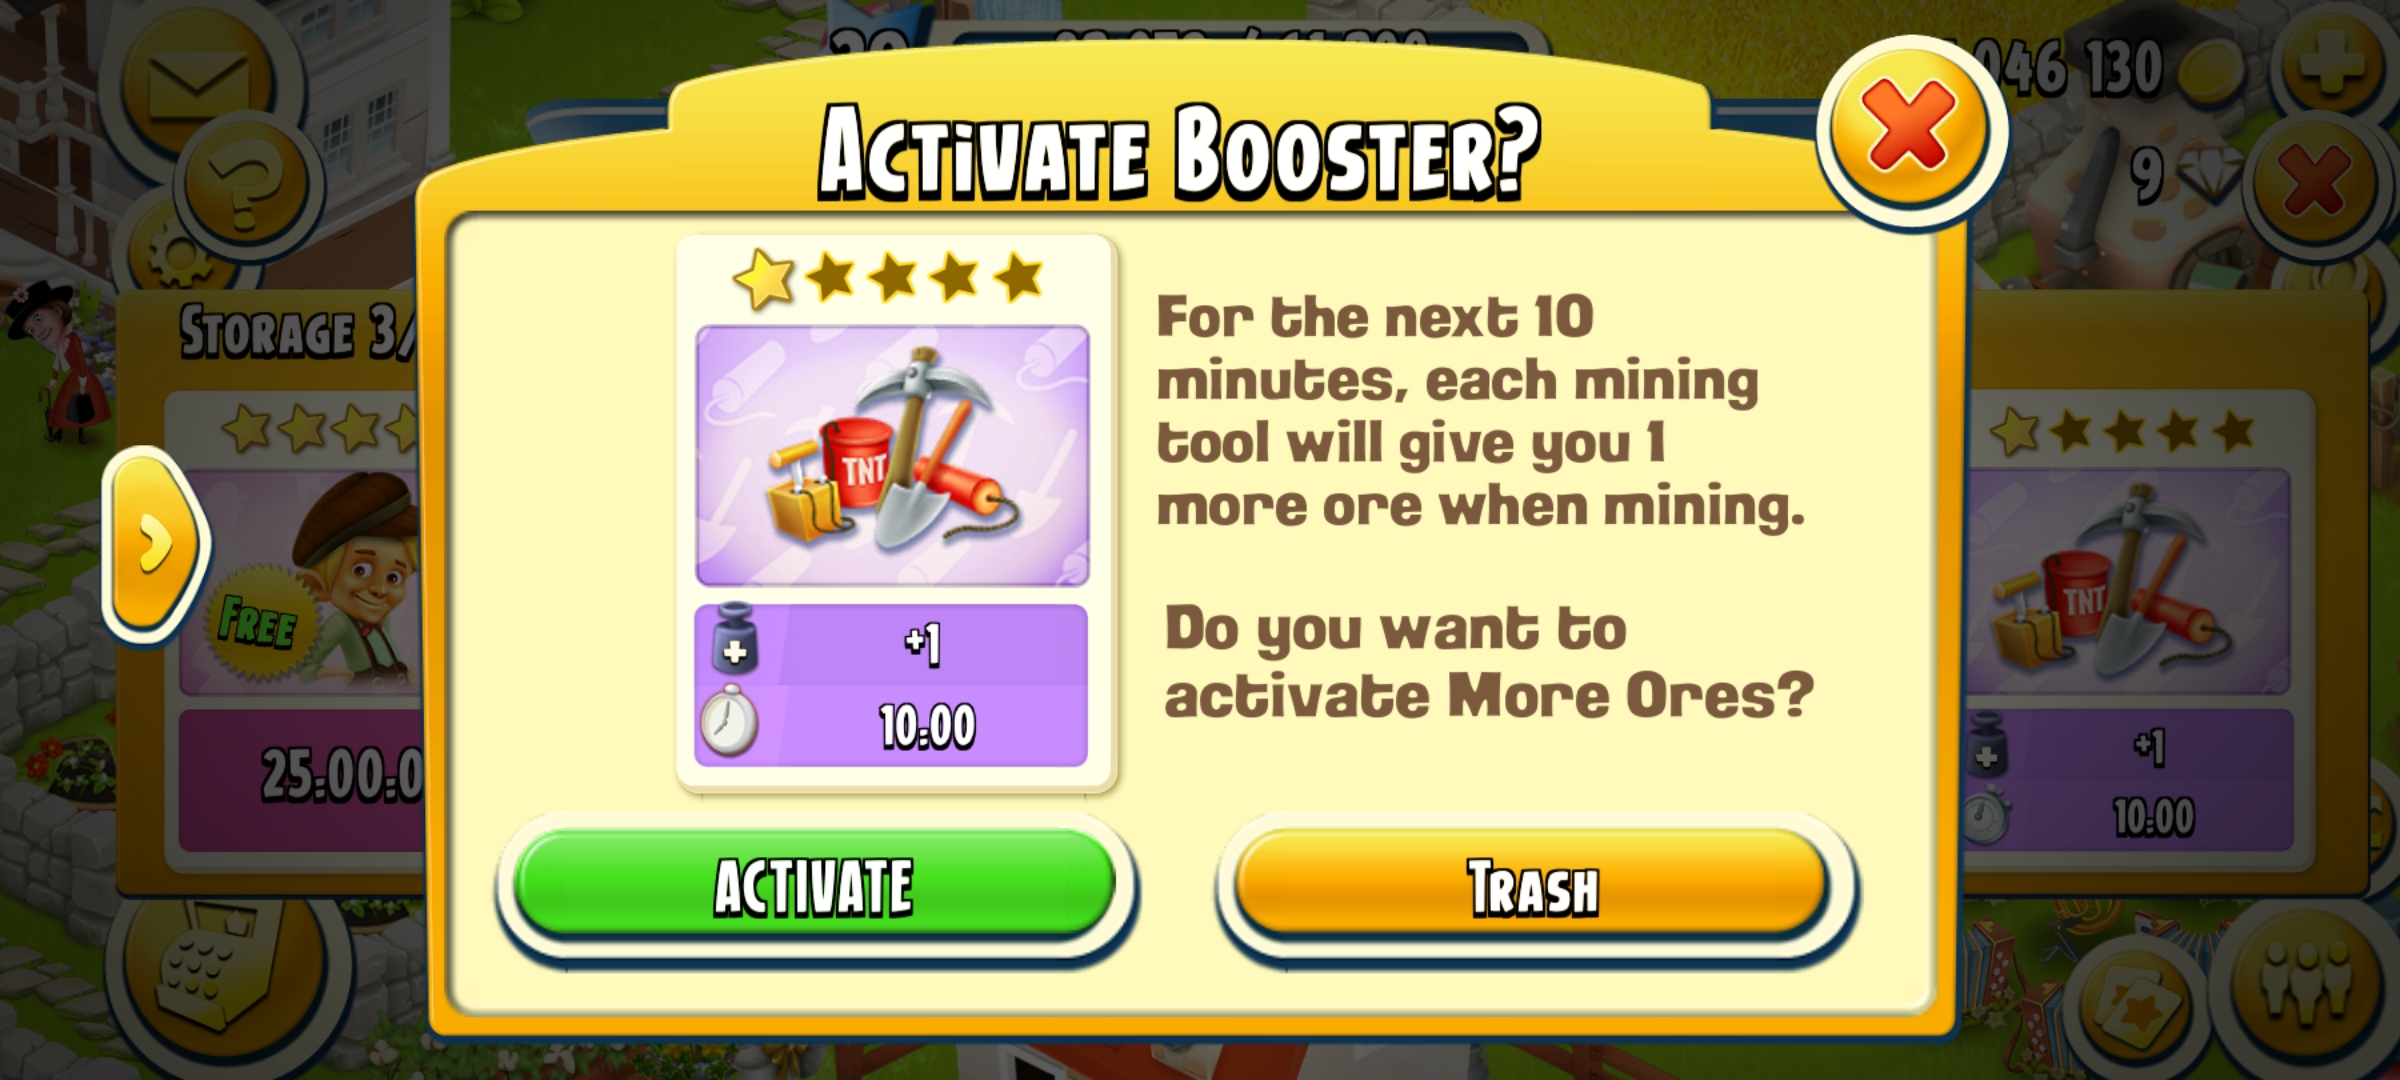 Activate Booster?
046 130
9
Storage 3/
For the next 10
minutes, each mining
tool will give you 1
more ore when mining.
Do you want to
activate More Ores?
TNT
+1
10:00
FREE
25:00:0
TNT
+1
10:00
ACTIVATE
TRASH